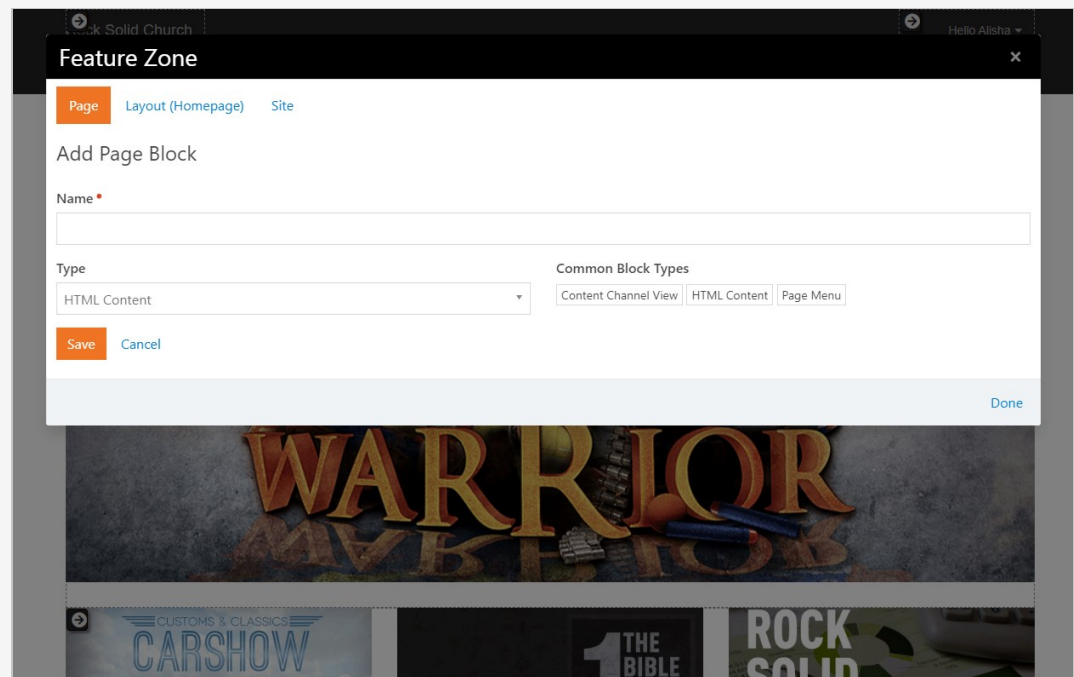 Rock Solid Church
Hello Alisha
Feature Zone
×
Page Layout (Homepage) Site
Add Page Block
Name
Type
HTML Content
Common Block Types
Content Channel View HTML Content Page Menu
Save Cancel
Done
WARRIOR
CUSTOMS & CLASSICS
CARSHOW
1 THE
BIBLE
ROCK
SOLID